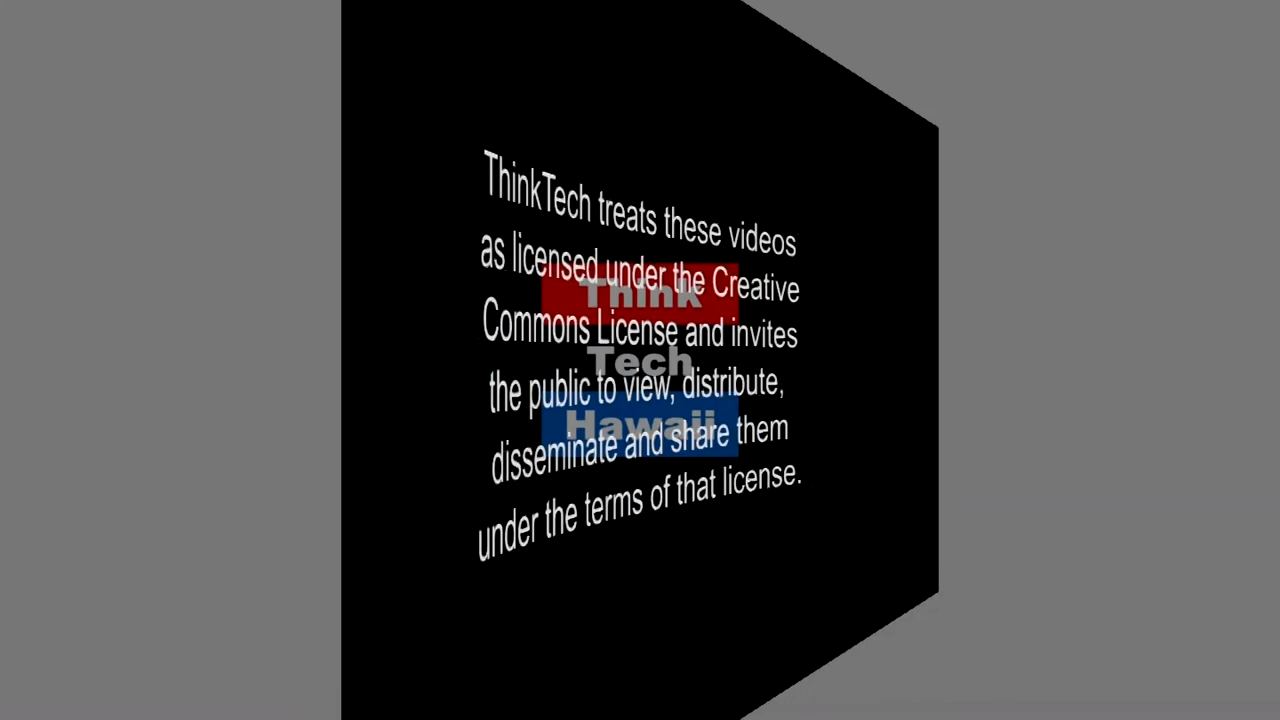 ThinkTech treats these videos
as licensed under the Creative
Commons License and invites
the public to view, distribute,
disseminate and share them
under the terms of that license.
Think
Tech
Hawaii